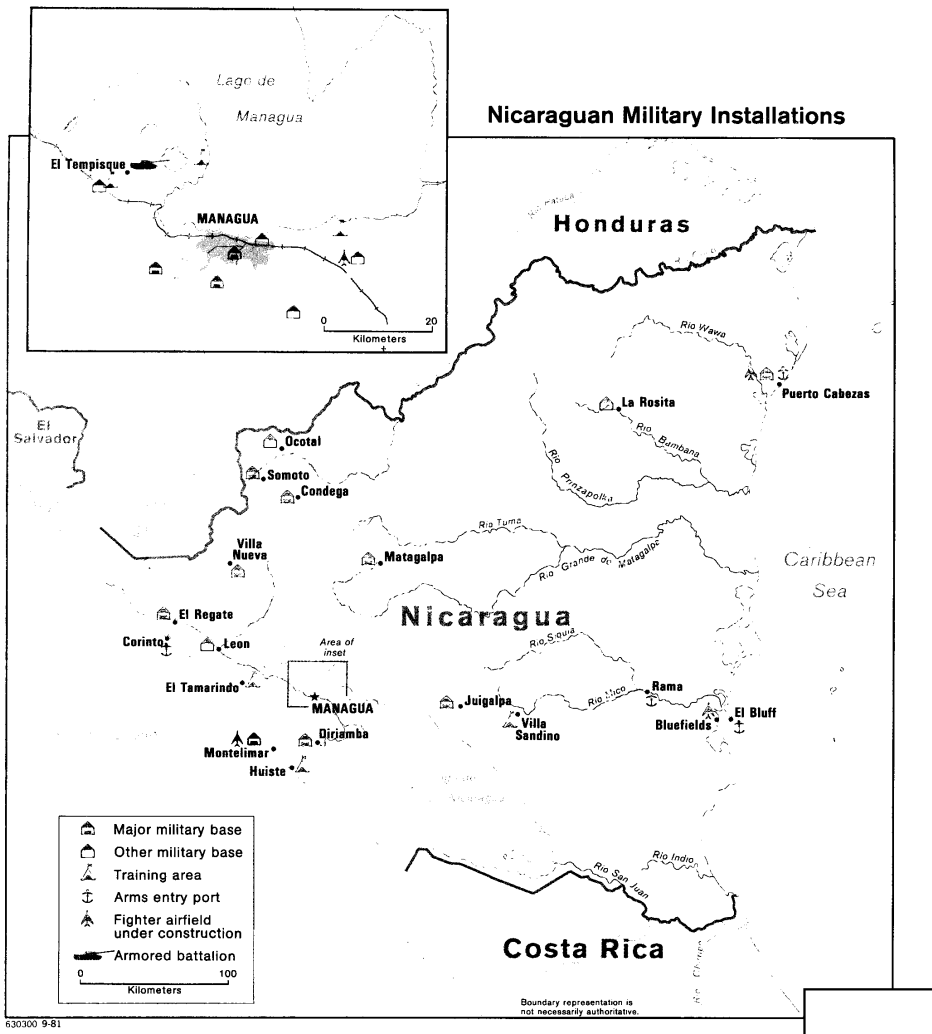 Nicaraguan Military Installations
Lago de
Managua
El Tempisque
MANAGUA
0 20
Kilometers
Honduras
Río Patuca
Rio Wawa
Puerto Cabezas
La Rosita
Rio Bambana
Rio Prinzapolka
El
Salvador
Ocotal
Somoto
Condega
Villa
Nueva
Matagalpa
Rio Tuma
Rio Grande de Matagalpa
Caribbean
Sea
Nicaragua
El Regate
Corinto
Leon
Area of
inset
El Tamarindo
MANAGUA
Rio Siquia
Rio Mico
Rama
Juigalpa
Villa
Sandino
Bluefields
El Bluff
Diriamba
Montelimar
Huiste
Nicaragua
Major military base
Other military base
Training area
Arms entry port
Fighter airfield
under construction
Armored battalion
0 100
Kilometers
Rio San Juan
Rio Indio
Costa Rica
Boundary representation is
not necessarily authoritative.
630300 9-81